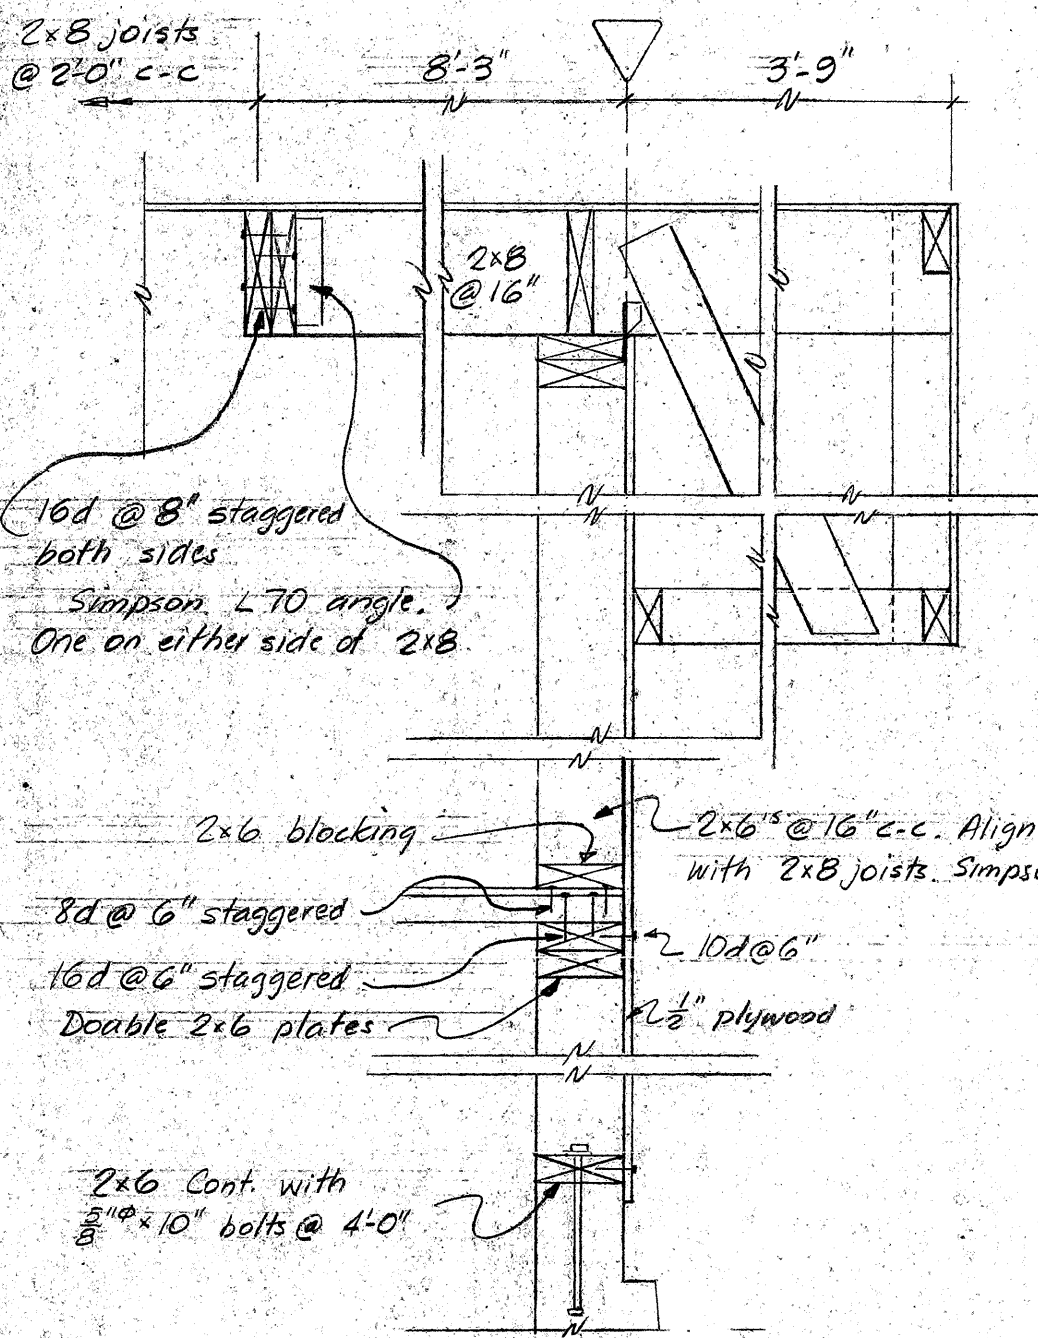 2x8 joists
@ 2'-0" c-c
8'-3"
3'-9"
2x8
@ 16"
16d @ 8" staggered
both sides
Simpson L70 angle.
One on either side of 2x8.
2x6 blocking
2x6's @ 16" c-c. Align
with 2x8 joists. Simps
8d @ 6" staggered
10d @ 6"
16d @ 6" staggered
Doable 2x6 plates
1/2" plywood
2x6 Cont. with
5/8"φ x 10" bolts @ 4'-0"